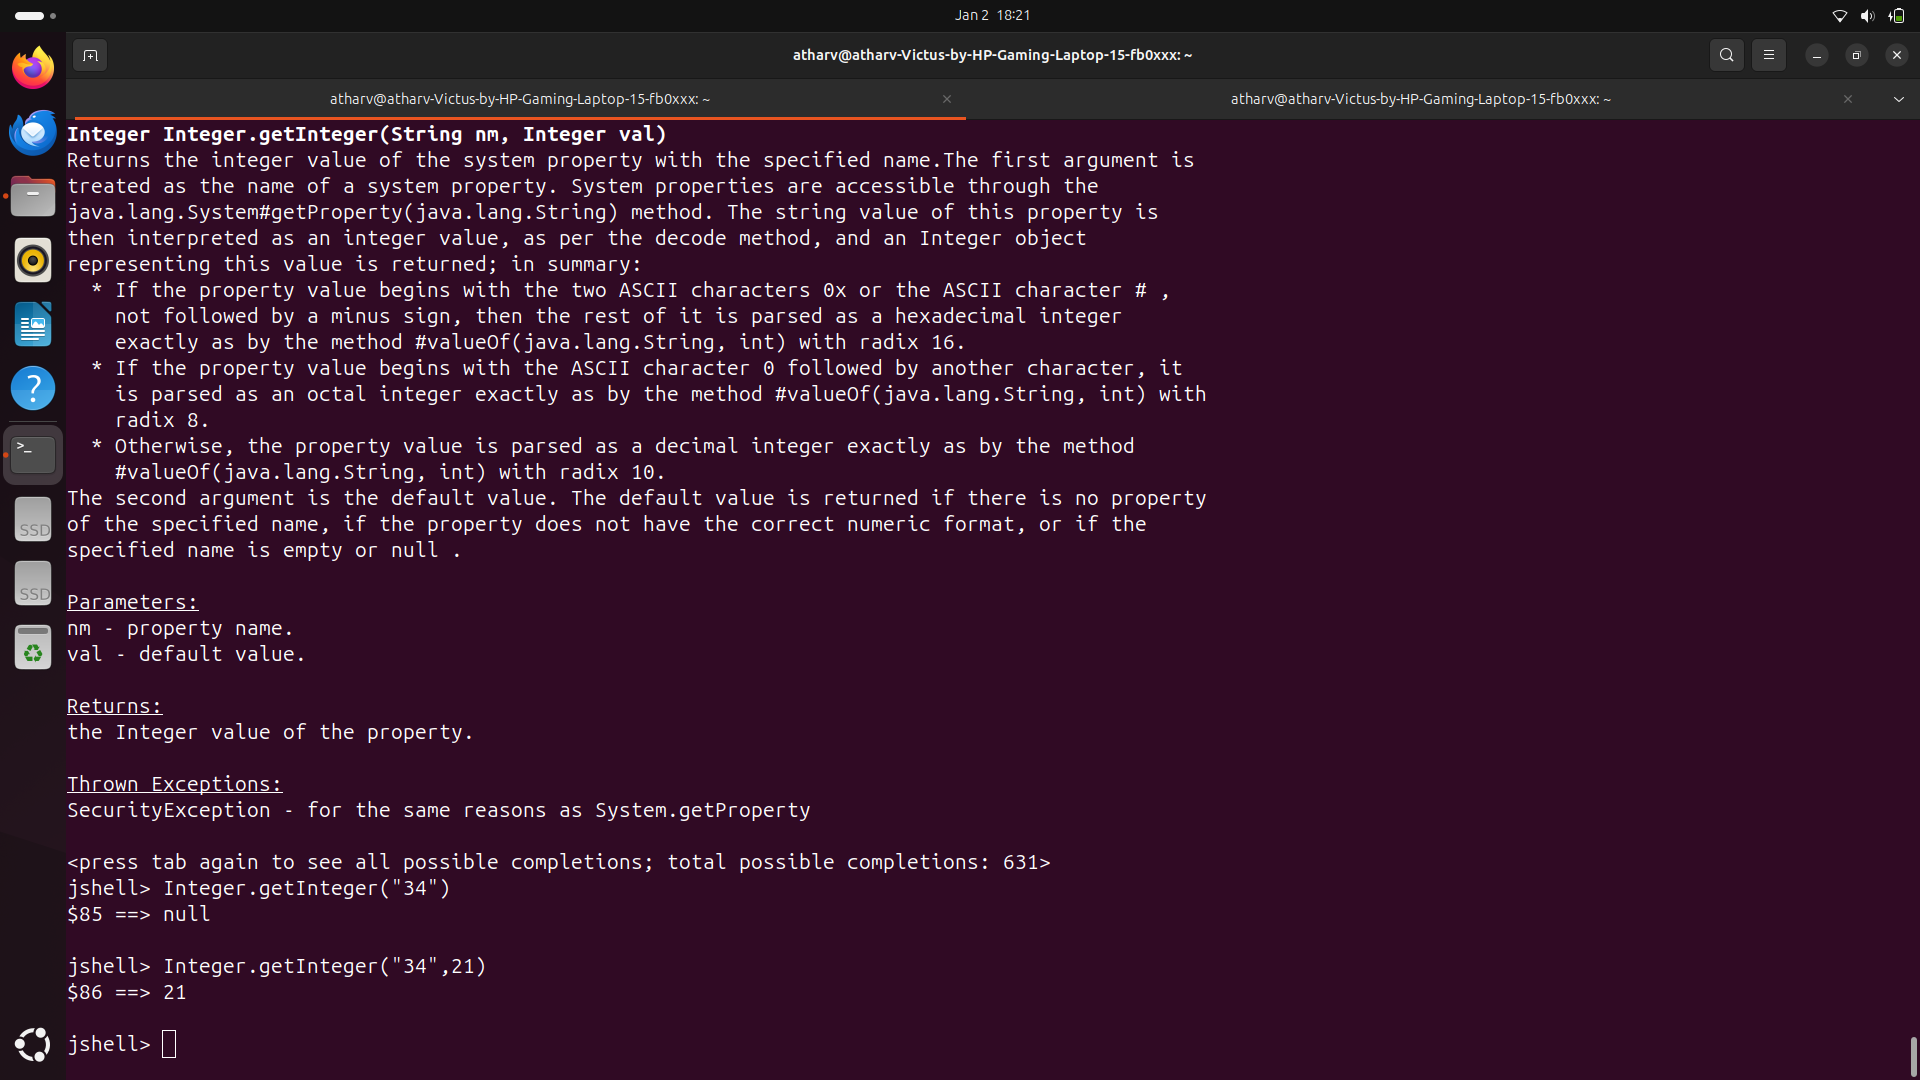 Jan 2 18:21
atharv@atharv-Victus-by-HP-Gaming-Laptop-15-fb0xxx: ~
atharv@atharv-Victus-by-HP-Gaming-Laptop-15-fb0xxx: ~
atharv@atharv-Victus-by-HP-Gaming-Laptop-15-fb0xxx: ~
Integer Integer.getInteger(String nm, Integer val)
Returns the integer value of the system property with the specified name.The first argument is
treated as the name of a system property. System properties are accessible through the
java.lang.System#getProperty(java.lang.String) method. The string value of this property is
then interpreted as an integer value, as per the decode method, and an Integer object
representing this value is returned; in summary:
* If the property value begins with the two ASCII characters 0x or the ASCII character # ,
not followed by a minus sign, then the rest of it is parsed as a hexadecimal integer
exactly as by the method #valueOf(java.lang.String, int) with radix 16.
* If the property value begins with the ASCII character 0 followed by another character, it
is parsed as an octal integer exactly as by the method #valueOf(java.lang.String, int) with
radix 8.
* Otherwise, the property value is parsed as a decimal integer exactly as by the method
#valueOf(java.lang.String, int) with radix 10.
The second argument is the default value. The default value is returned if there is no property
of the specified name, if the property does not have the correct numeric format, or if the
specified name is empty or null .
Parameters:
nm - property name.
val - default value.
Returns:
the Integer value of the property.
Thrown Exceptions:
SecurityException - for the same reasons as System.getProperty
<press tab again to see all possible completions; total possible completions: 631>
jshell> Integer.getInteger("34")
$85 ==> null
jshell> Integer.getInteger("34",21)
$86 ==> 21
jshell>
?
>_
SSD
SSD